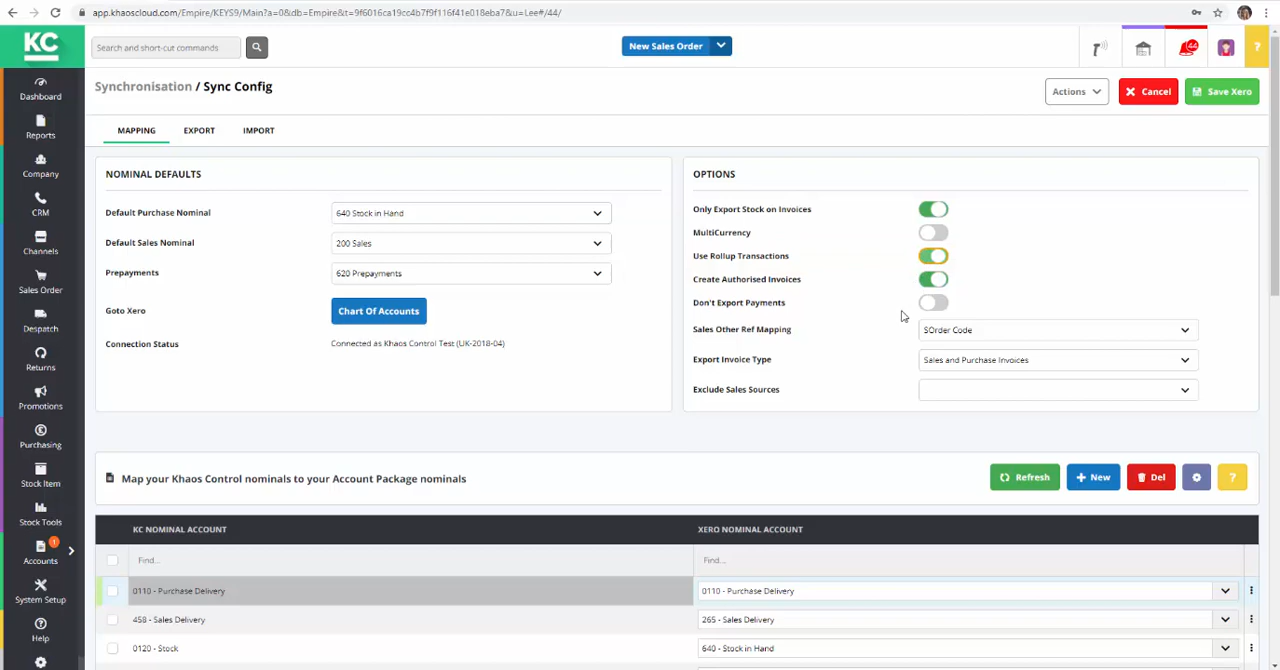 app.khaoscloud.com/Empire/KEYS9/Main?a=0&db=Empire&t=9f6016ca19cc4b7f9f116f41e018eba7&u=Lee#/44/
KC
Search and short-cut commands
New Sales Order
44
?
Synchronisation / Sync Config
Actions
Cancel
Save Xero
MAPPING
EXPORT
IMPORT
Dashboard
Reports
Company
CRM
Channels
Sales Order
Despatch
Returns
Promotions
Purchasing
Stock Item
Stock Tools
1
Accounts
System Setup
Help
NOMINAL DEFAULTS
Default Purchase Nominal
640 Stock in Hand
Default Sales Nominal
200 Sales
Prepayments
620 Prepayments
Goto Xero
Chart Of Accounts
Connection Status
Connected as Khaos Control Test (UK-2018-04)
OPTIONS
Only Export Stock on Invoices
MultiCurrency
Use Rollup Transactions
Create Authorised Invoices
Don't Export Payments
Sales Other Ref Mapping
SOrder Code
Export Invoice Type
Sales and Purchase Invoices
Exclude Sales Sources
Map your Khaos Control nominals to your Account Package nominals
Refresh
New
Del
?
KC NOMINAL ACCOUNT
XERO NOMINAL ACCOUNT
Find...
Find...
0110 - Purchase Delivery
0110 - Purchase Delivery
458 - Sales Delivery
265 - Sales Delivery
0120 - Stock
640 - Stock in Hand